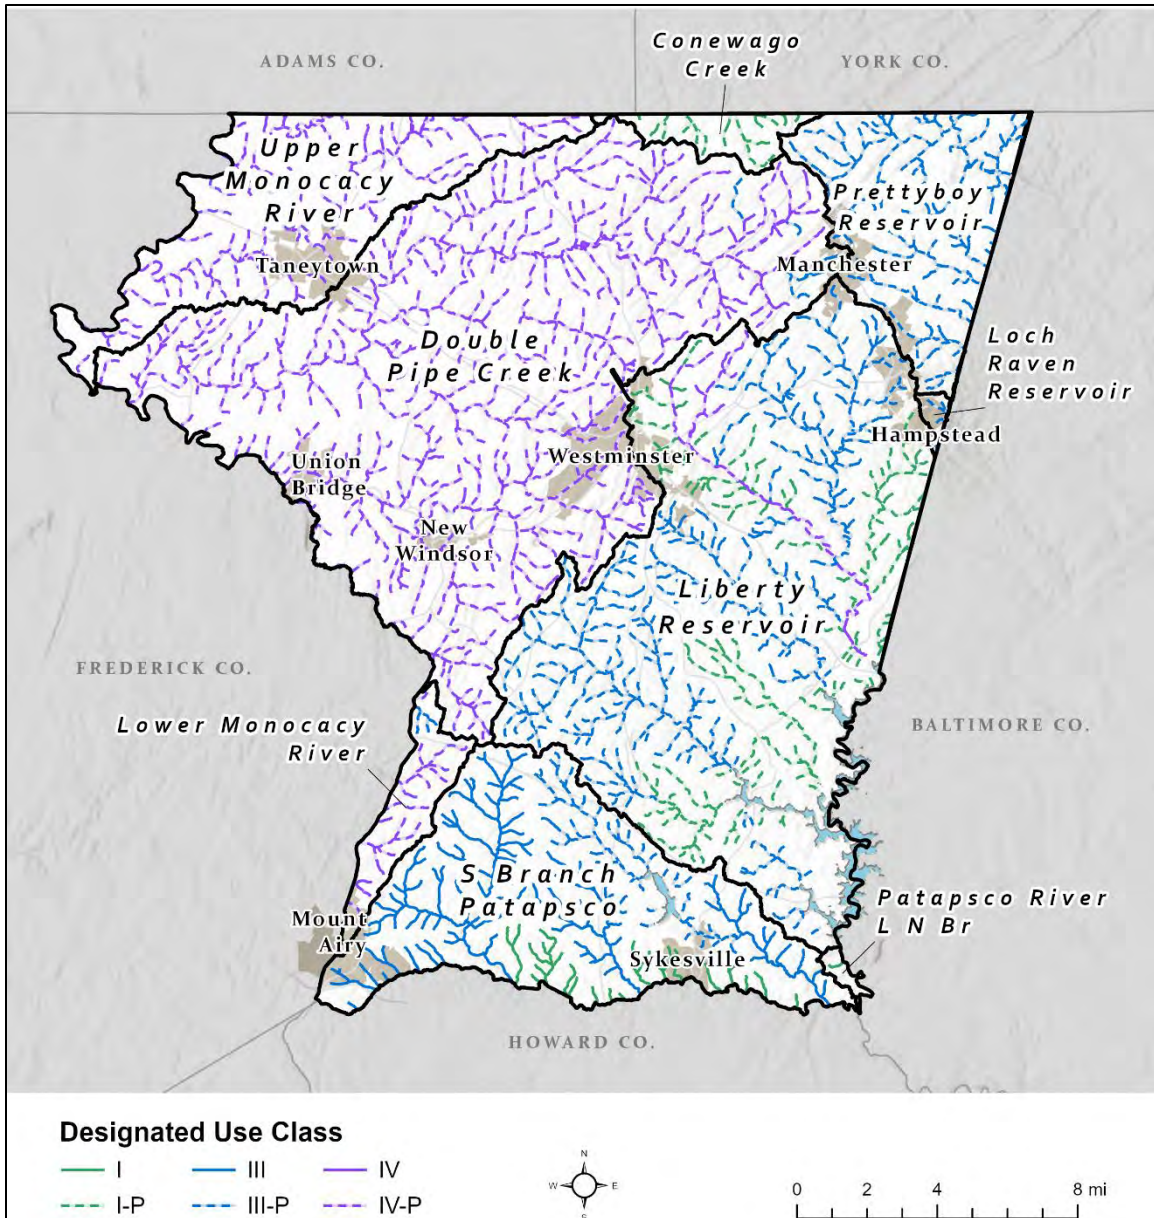 Conewago
Creek
ADAMS CO.
YORK CO.
Upper
Monocacy
River
Prettyboy
Reservoir
Taneytown
Manchester
Double
Pipe Creek
Loch
Raven
Reservoir
Hampstead
Westminster
Union
Bridge
New
Windsor
Liberty
Reservoir
FREDERICK CO.
Lower Monocacy
River
BALTIMORE CO.
S Branch
Patapsco
Patapsco River
L N Br
Mount
Airy
Sykesville
HOWARD CO.
Designated Use Class
I III IV
I-P III-P IV-P
N
W E
S
0 2 4 8 mi